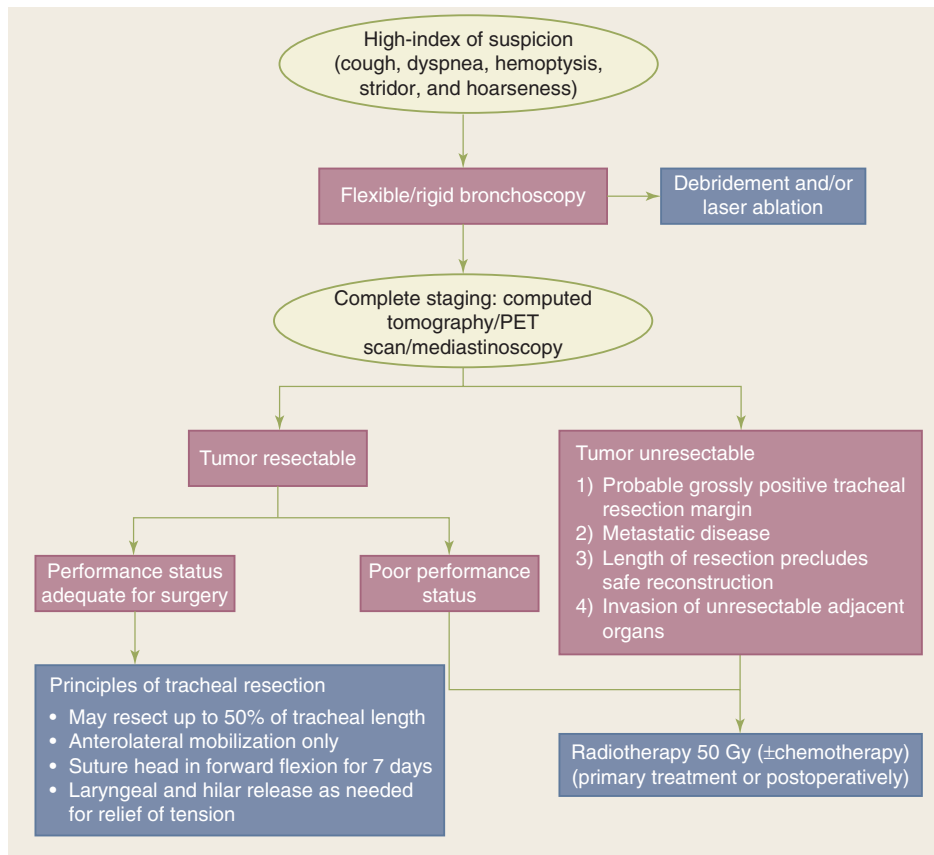 High-index of suspicion
(cough, dyspnea, hemoptysis,
stridor, and hoarseness)
Flexible/rigid bronchoscopy
Debridement and/or
laser ablation
Complete staging: computed
tomography/PET
scan/mediastinoscopy
Tumor resectable
Tumor unresectable
1) Probable grossly positive tracheal
resection margin
2) Metastatic disease
3) Length of resection precludes
safe reconstruction
4) Invasion of unresectable adjacent
organs
Performance status
adequate for surgery
Poor performance
status
Principles of tracheal resection
• May resect up to 50% of tracheal length
• Anterolateral mobilization only
• Suture head in forward flexion for 7 days
• Laryngeal and hilar release as needed
for relief of tension
Radiotherapy 50 Gy (±chemotherapy)
(primary treatment or postoperatively)